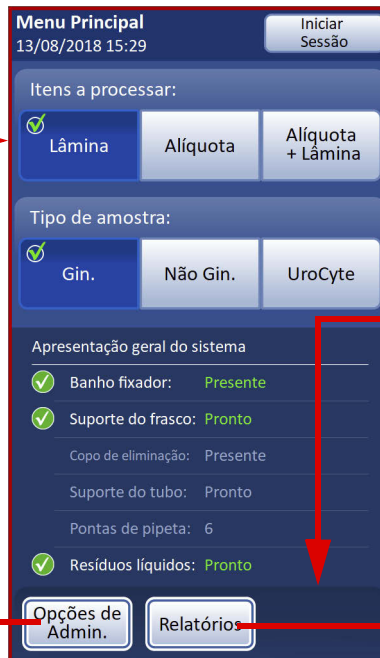 Menu Principal
13/08/2018 15:29
Iniciar
Sessão
Itens a processar:
Lâmina
Alíquota
Alíquota
+ Lâmina
Tipo de amostra:
Gin.
Não Gin.
UroCyte
Apresentação geral do sistema
Banho fixador: Presente
Suporte do frasco: Pronto
Copo de eliminação: Presente
Suporte do tubo: Pronto
Pontas de pipeta: 6
Resíduos líquidos: Pronto
Opções de
Admin.
Relatórios